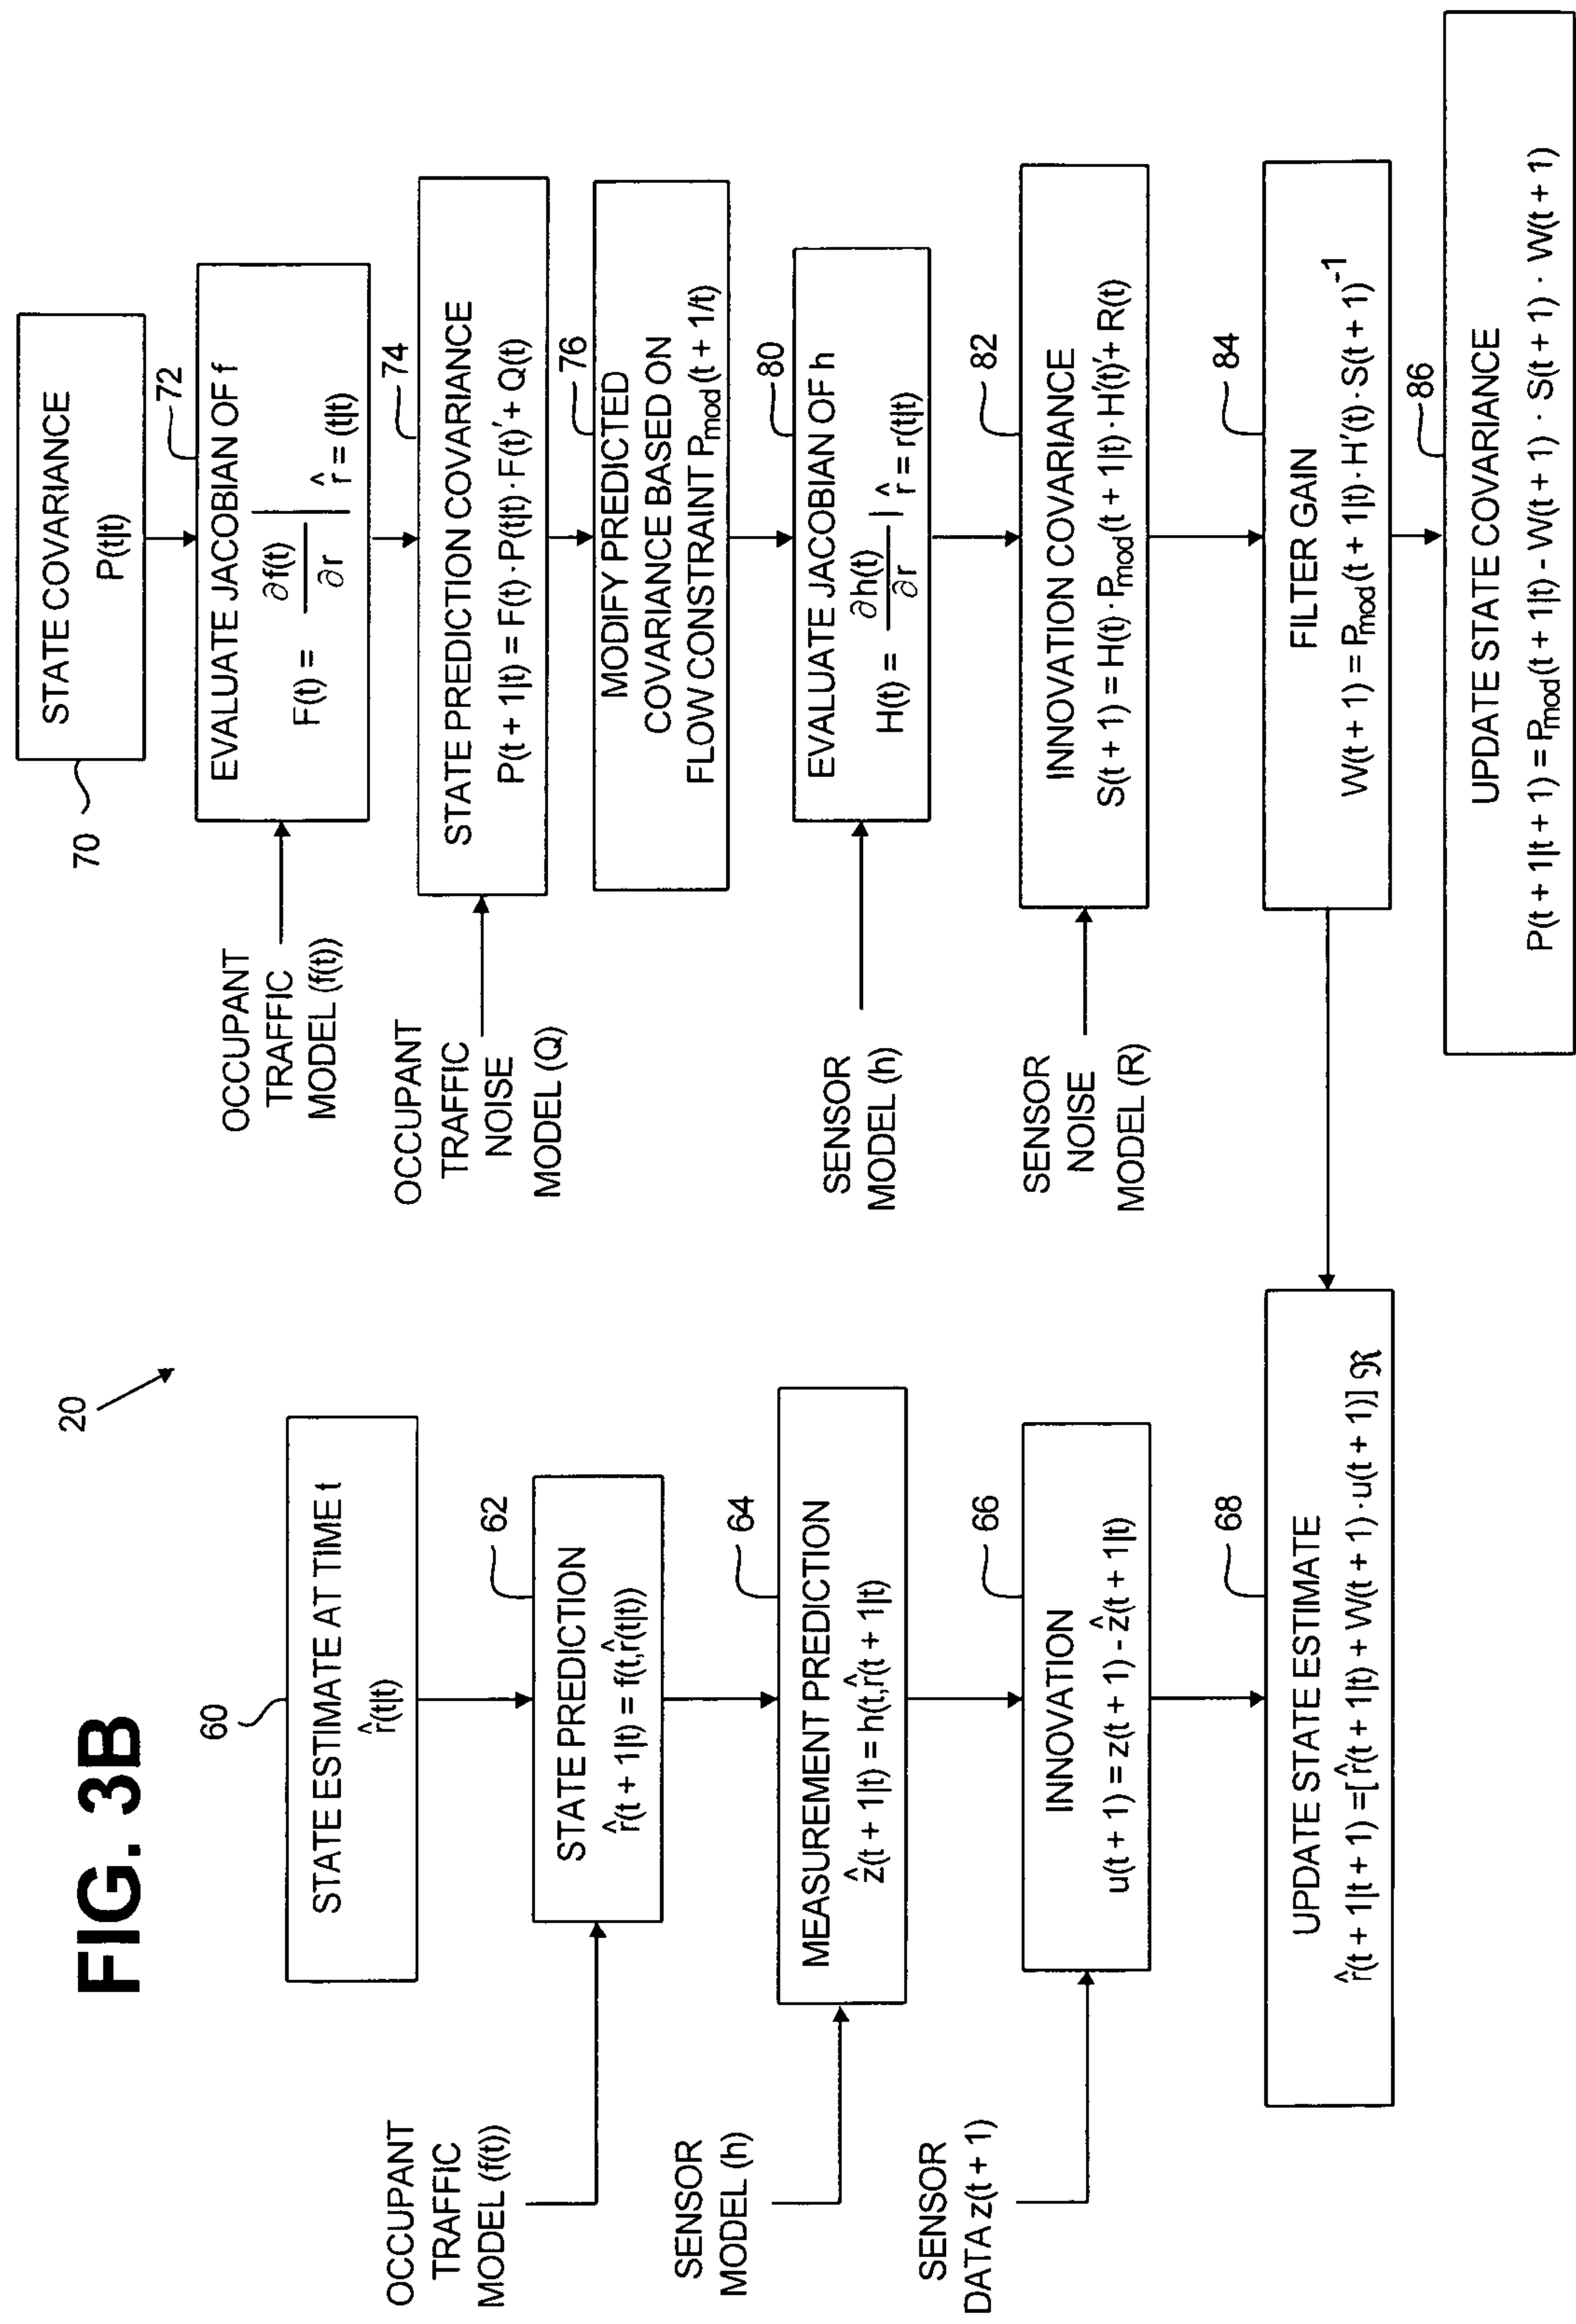 FIG. 3B
20
60
STATE ESTIMATE AT TIME t
r̂(t|t)
OCCUPANT
TRAFFIC
MODEL (f(t))
62
STATE PREDICTION
r̂(t + 1|t) = f(t,r̂(t|t))
SENSOR
MODEL (h)
64
MEASUREMENT PREDICTION
ẑ(t + 1|t) = h(t,r̂(t + 1|t)
SENSOR
DATA z(t + 1)
66
INNOVATION
u(t + 1) = z(t + 1) - ẑ(t + 1|t)
68
UPDATE STATE ESTIMATE
r̂(t + 1|t + 1) =[ r̂(t + 1|t) + W(t + 1) · u(t + 1)] ℜ
70
STATE COVARIANCE
P(t|t)
OCCUPANT
TRAFFIC
MODEL (f(t))
72
EVALUATE JACOBIAN OF f
F(t) = ∂f(t)/∂r | r̂ = (t|t)
OCCUPANT
TRAFFIC
NOISE
MODEL (Q)
74
STATE PREDICTION COVARIANCE
P(t + 1|t) = F(t) · P(t|t) · F(t)′ + Q(t)
76
MODIFY PREDICTED
COVARIANCE BASED ON
FLOW CONSTRAINT Pmod(t + 1/t)
SENSOR
MODEL (h)
80
EVALUATE JACOBIAN OF h
H(t) = ∂h(t)/∂r | r̂ = r(t|t)
SENSOR
NOISE
MODEL (R)
82
INNOVATION COVARIANCE
S(t + 1) = H(t) · Pmod(t + 1|t) · H′(t)′ + R(t)
84
FILTER GAIN
W(t + 1) = Pmod(t + 1|t) · H′(t) · S(t + 1)⁻¹
86
UPDATE STATE COVARIANCE
P(t + 1|t + 1) = Pmod(t + 1|t) - W(t + 1) · S(t + 1) · W(t + 1)